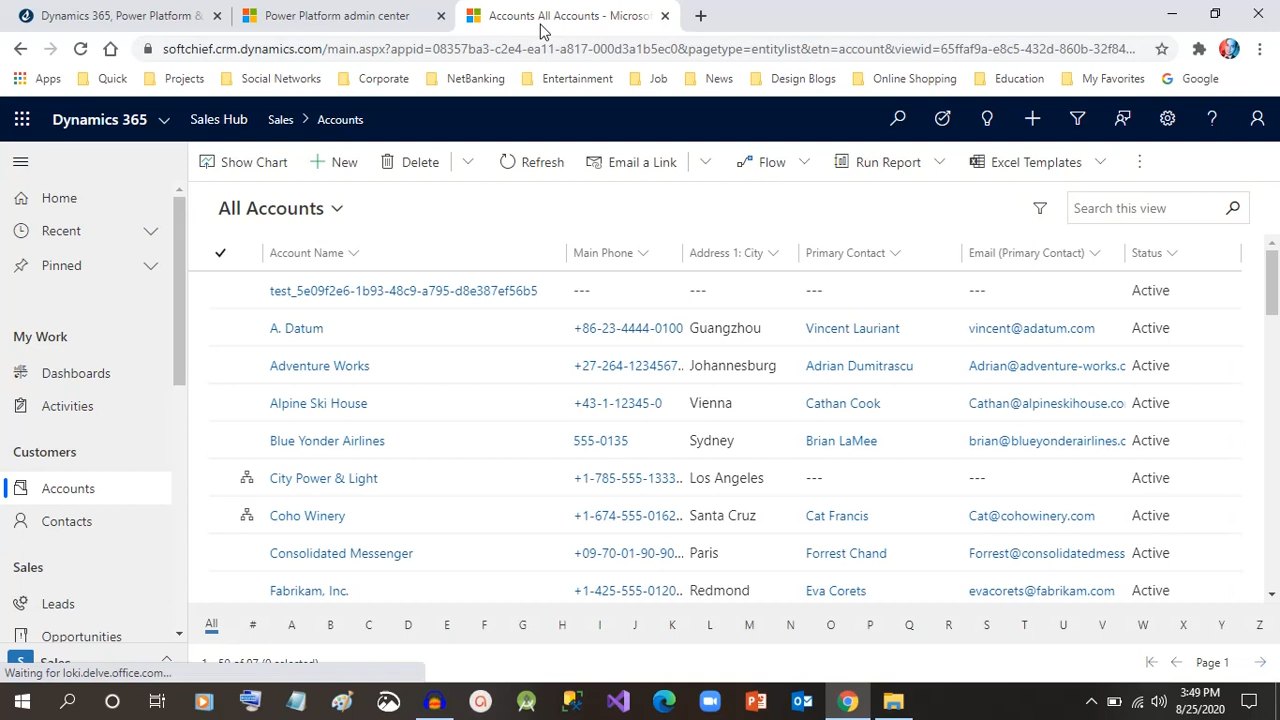 Dynamics 365, Power Platform &
Power Platform admin center
Accounts All Accounts - Microso
softchief.crm.dynamics.com/main.aspx?appid=08357ba3-c2e4-ea11-a817-000d3a1b5ec0&pagetype=entitylist&etn=account&viewid=65ffaf9a-e8c5-432d-860b-32f84...
Apps Quick Projects Social Networks Corporate NetBanking Entertainment Job News Design Blogs Online Shopping Education My Favorites Google
Dynamics 365 Sales Hub Sales > Accounts
Show Chart New Delete Refresh Email a Link Flow Run Report Excel Templates
Home
Recent
Pinned
My Work
Dashboards
Activities
Customers
Accounts
Contacts
Sales
Leads
Opportunities
S Sales
All Accounts
Search this view
Account Name Main Phone Address 1: City Primary Contact Email (Primary Contact) Status
test_5e09f2e6-1b93-48c9-a795-d8e387ef56b5 --- --- --- --- Active
A. Datum +86-23-4444-0100 Guangzhou Vincent Lauriant vincent@adatum.com Active
Adventure Works +27-264-1234567.. Johannesburg Adrian Dumitrascu Adrian@adventure-works.c Active
Alpine Ski House +43-1-12345-0 Vienna Cathan Cook Cathan@alpineskihouse.co Active
Blue Yonder Airlines 555-0135 Sydney Brian LaMee brian@blueyonderairlines.c Active
City Power & Light +1-785-555-1333.. Los Angeles --- --- Active
Coho Winery +1-674-555-0162.. Santa Cruz Cat Francis Cat@cohowinery.com Active
Consolidated Messenger +09-70-01-90-90... Paris Forrest Chand Forrest@consolidatedmess Active
Fabrikam, Inc. +1-425-555-0120.. Redmond Eva Corets evacorets@fabrikam.com Active
All # A B C D E F G H I J K L M N O P Q R S T U V W X Y Z
1 - 50 of 97 (0 selected)
Page 1
Waiting for loki.delve.office.com...
3:49 PM
8/25/2020